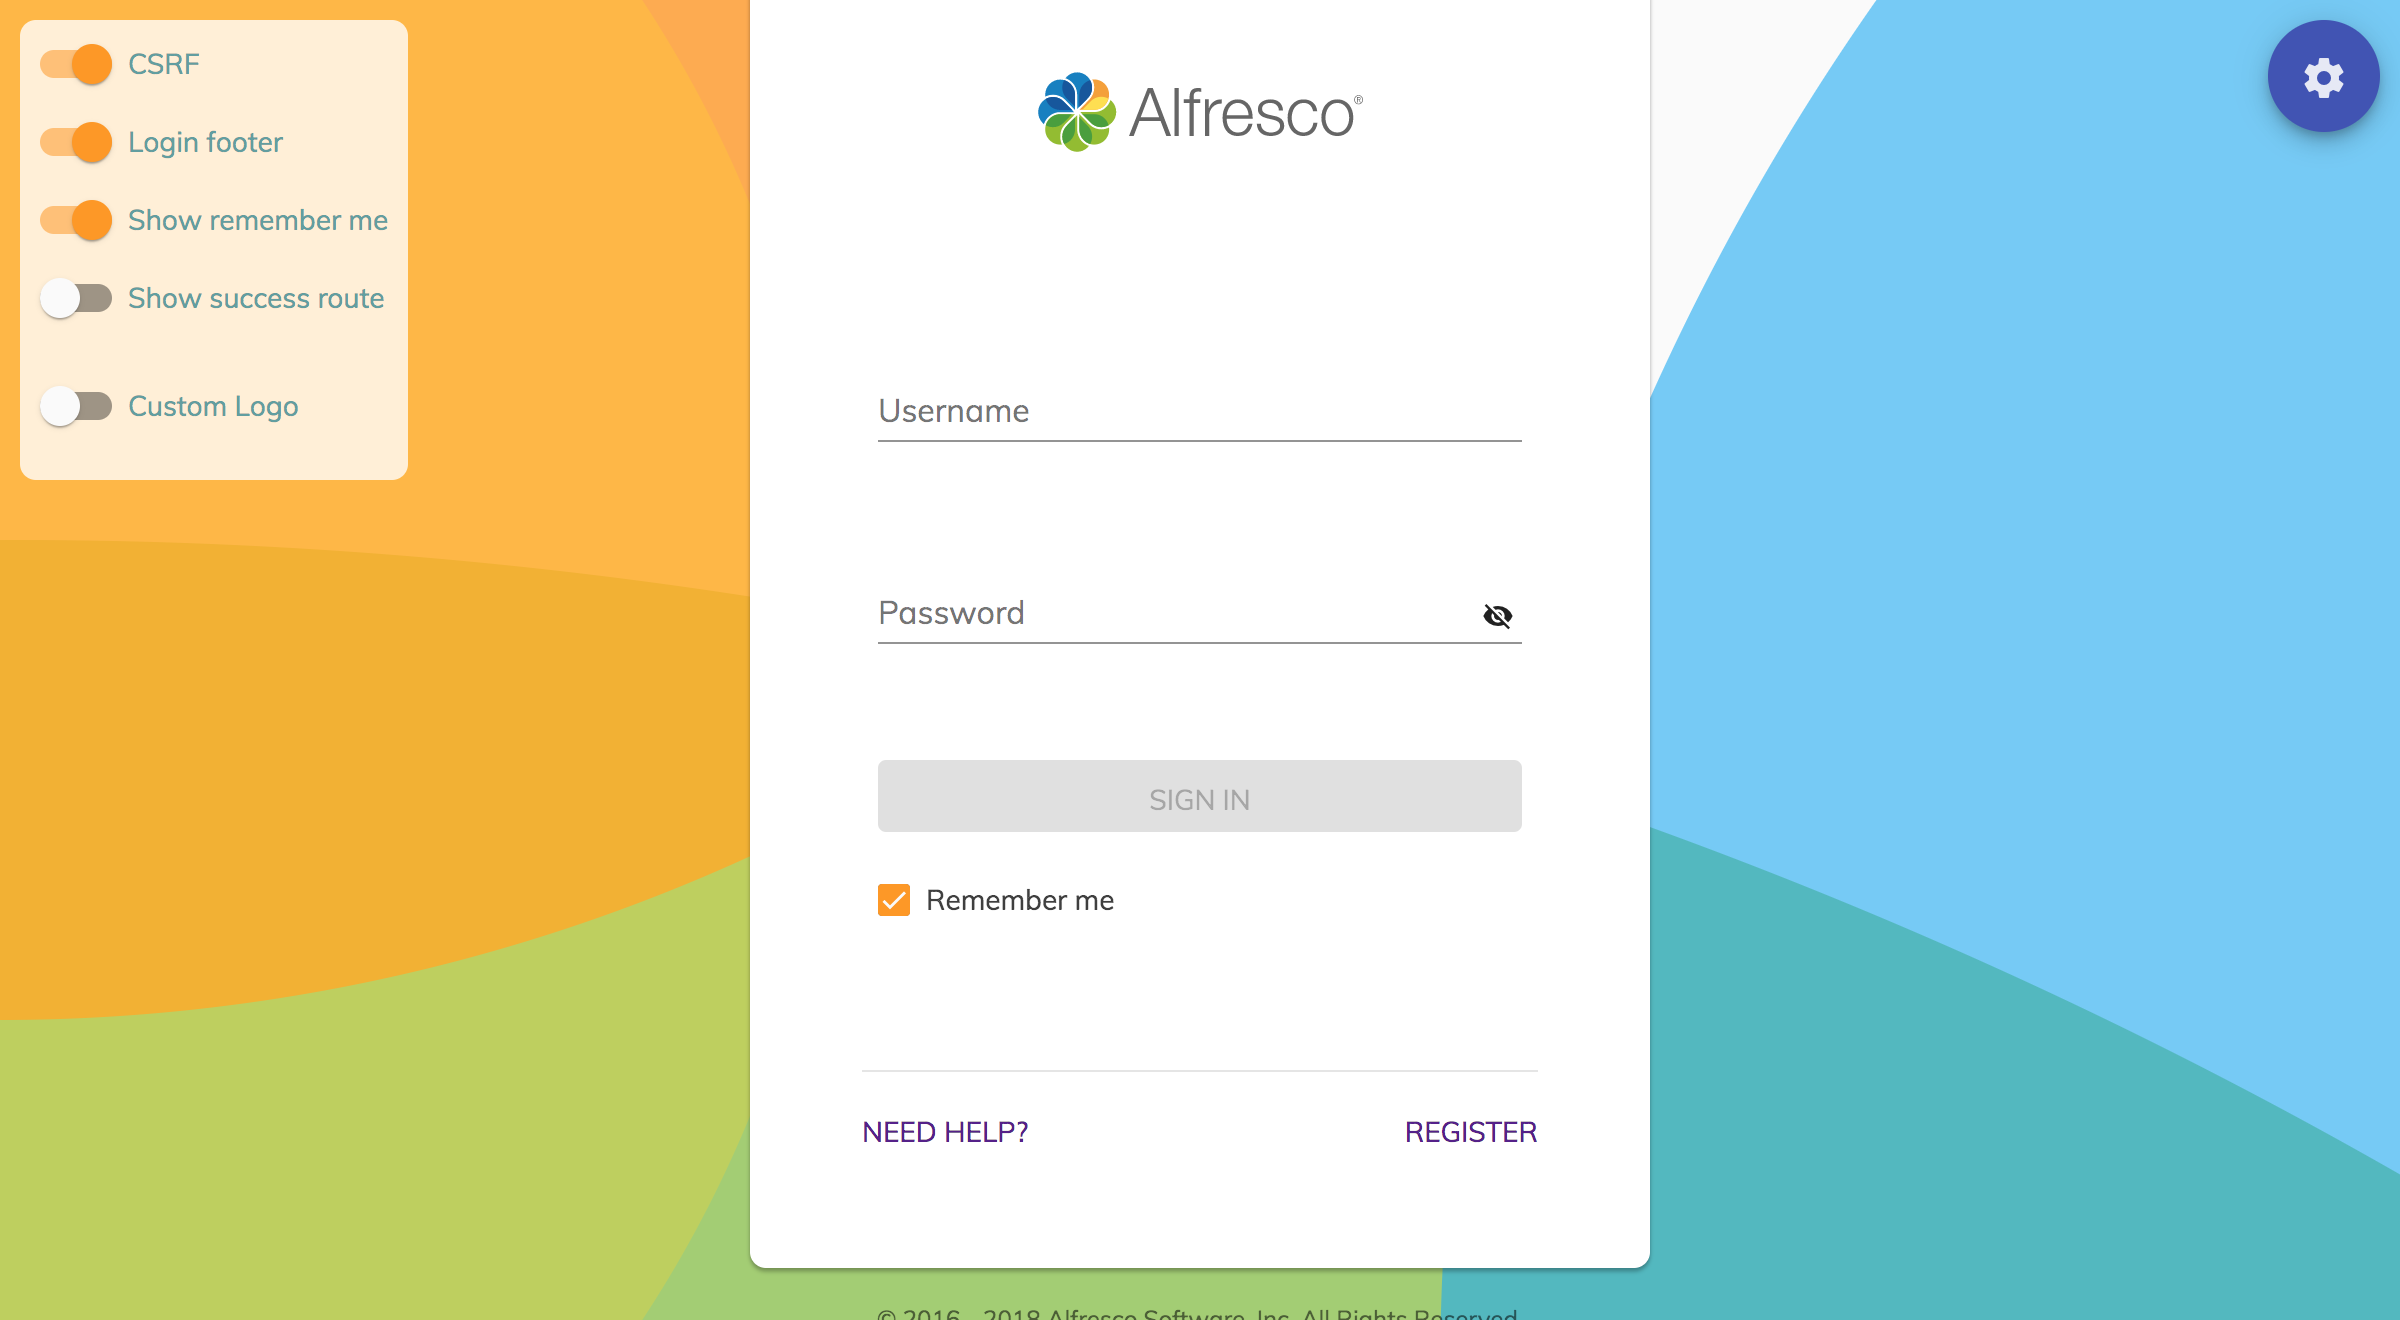 CSRF
Login footer
Show remember me
Show success route
Custom Logo
Alfresco®
Username
Password
SIGN IN
Remember me
NEED HELP?
REGISTER
© 2016 - 2018 Alfresco Software, Inc. All Rights Reserved.